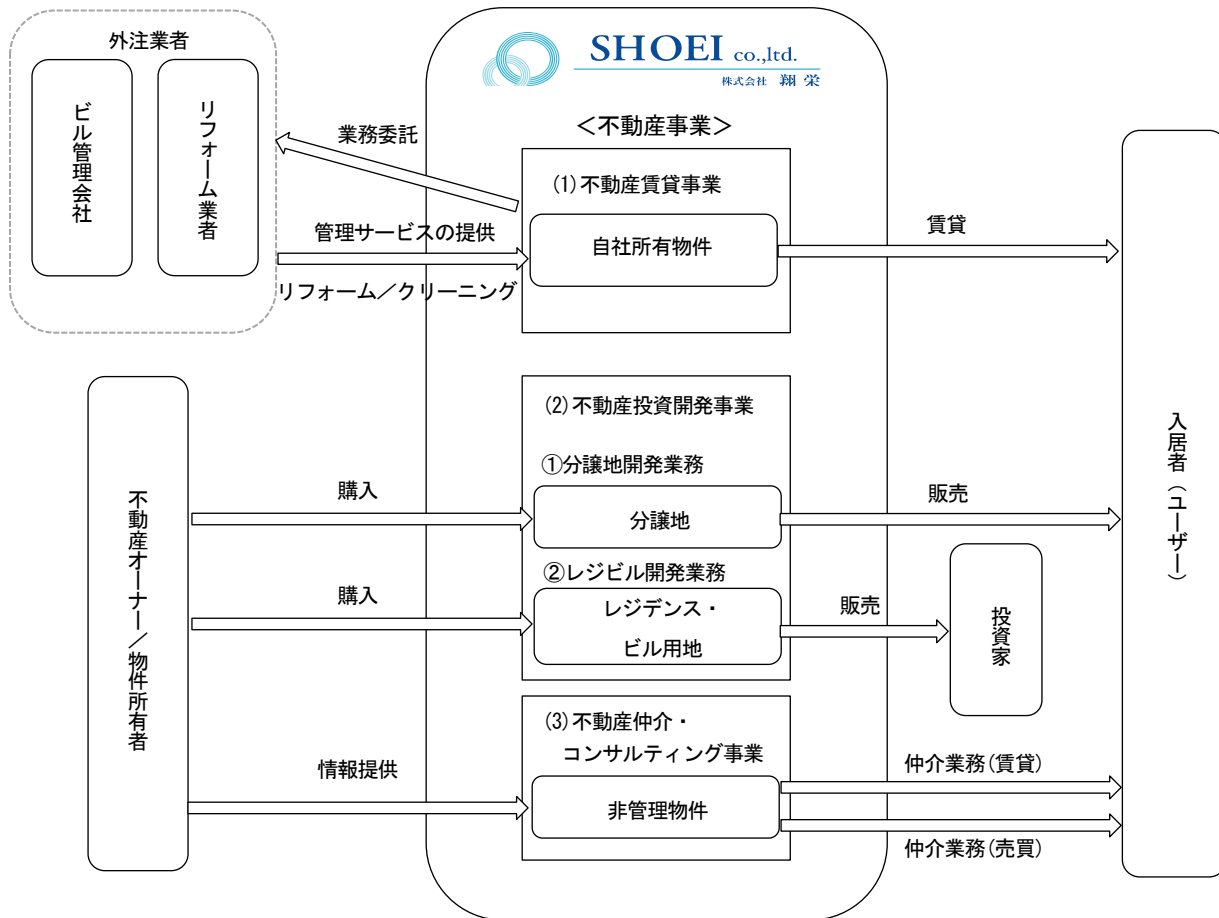 外注業者
ビル管理会社
リフォーム業者
SHOEI co.,ltd.
株式会社 翔栄
<不動産事業>
業務委託
(1)不動産賃貸事業
自社所有物件
管理サービスの提供
リフォーム/クリーニング
賃貸
不動産オーナー/物件所有者
(2)不動産投資開発事業
①分譲地開発業務
購入
分譲地
販売
②レジビル開発業務
購入
レジデンス・
ビル用地
販売
投資家
入居者(ユーザー)
(3)不動産仲介・
コンサルティング事業
情報提供
非管理物件
仲介業務(賃貸)
仲介業務(売買)